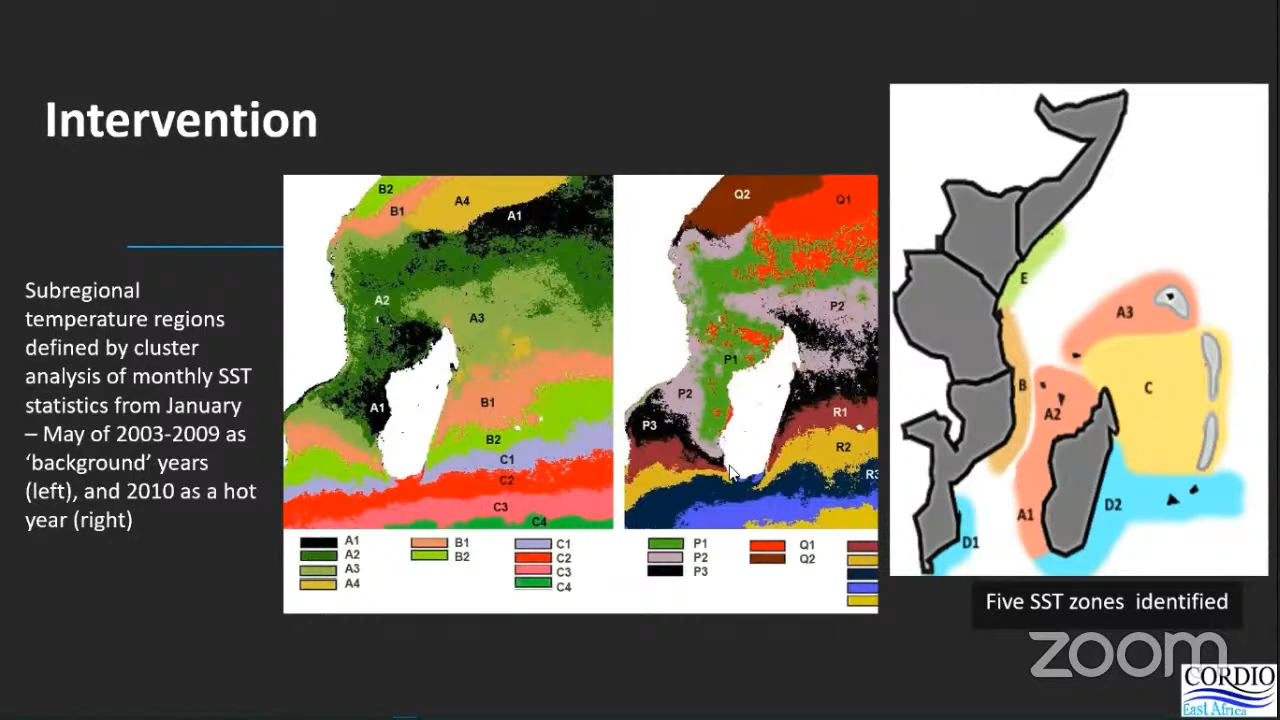 Intervention
Subregional
temperature regions
defined by cluster
analysis of monthly SST
statistics from January
– May of 2003-2009 as
‘background’ years
(left), and 2010 as a hot
year (right)
B2
B1
A4
A1
A2
A3
A1
B1
B2
C1
C2
C3
C4
A1
A2
A3
A4
B1
B2
C1
C2
C3
C4
Q2
Q1
P2
P1
P2
P3
R1
R2
R3
P1
P2
P3
Q1
Q2
E
A3
B
A2
C
A1
D2
D1
Five SST zones identified
zoom
CORDIO
East Africa